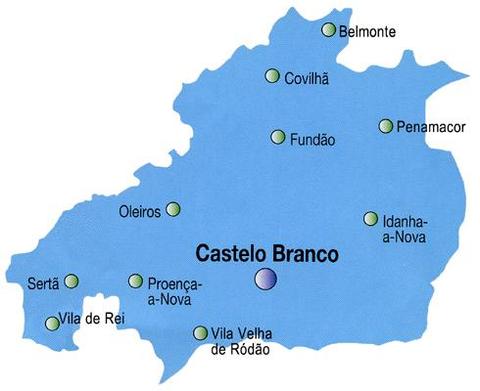 Belmonte
Covilhã
Penamacor
Fundão
Oleiros
Idanha-
a-Nova
Castelo Branco
Sertã
Proença-
a-Nova
Vila de Rei
Vila Velha
de Ródão